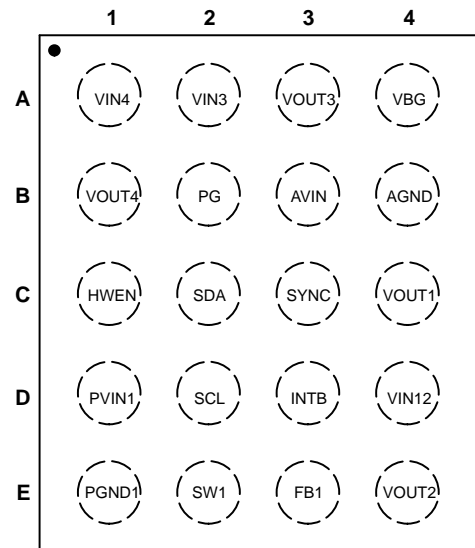 1 2 3 4
A VIN4 VIN3 VOUT3 VBG
B VOUT4 PG AVIN AGND
C HWEN SDA SYNC VOUT1
D PVIN1 SCL INTB VIN12
E PGND1 SW1 FB1 VOUT2